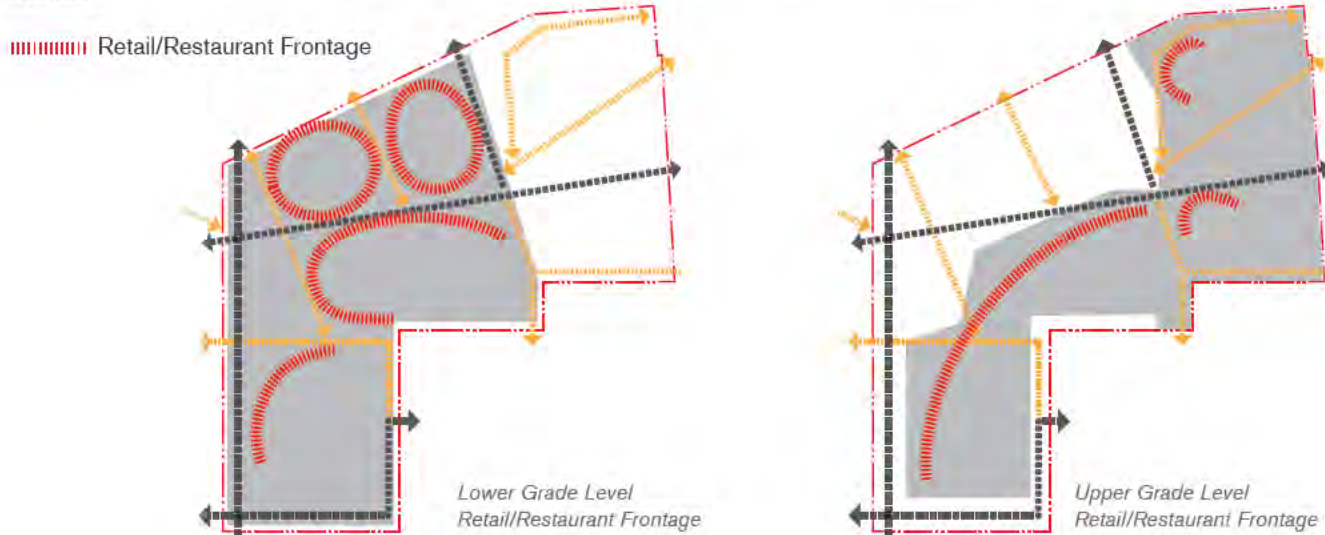 Retail/Restaurant Frontage
Lower Grade Level
Retail/Restaurant Frontage
Upper Grade Level
Retail/Restaurant Frontage